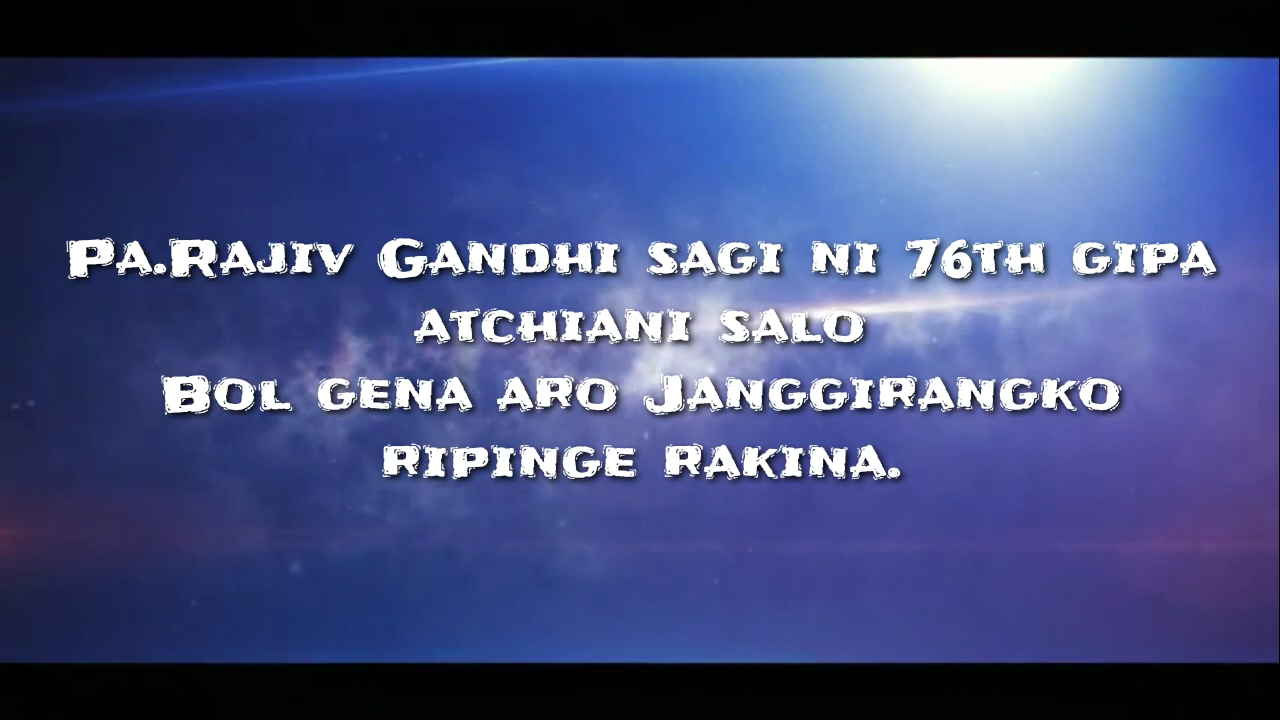 Pa.Rajiv Gandhi sagi ni 76th gipa
atchiani salo
Bol gena aro Janggirangko
ripinge rakina.